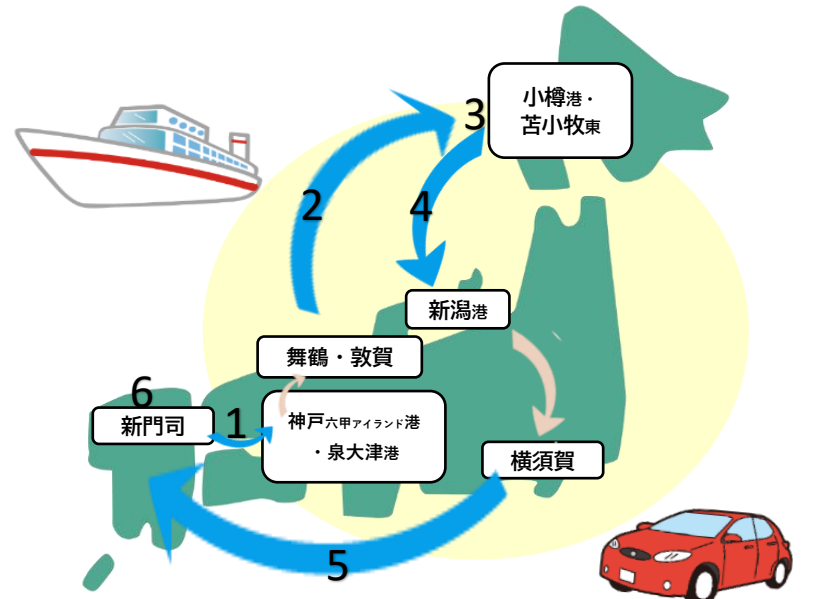 3
小樽港・
苫小牧東
2
4
新潟港
舞鶴・敦賀
6
新門司
1
神戸六甲アイランド港
・泉大津港
横須賀
5